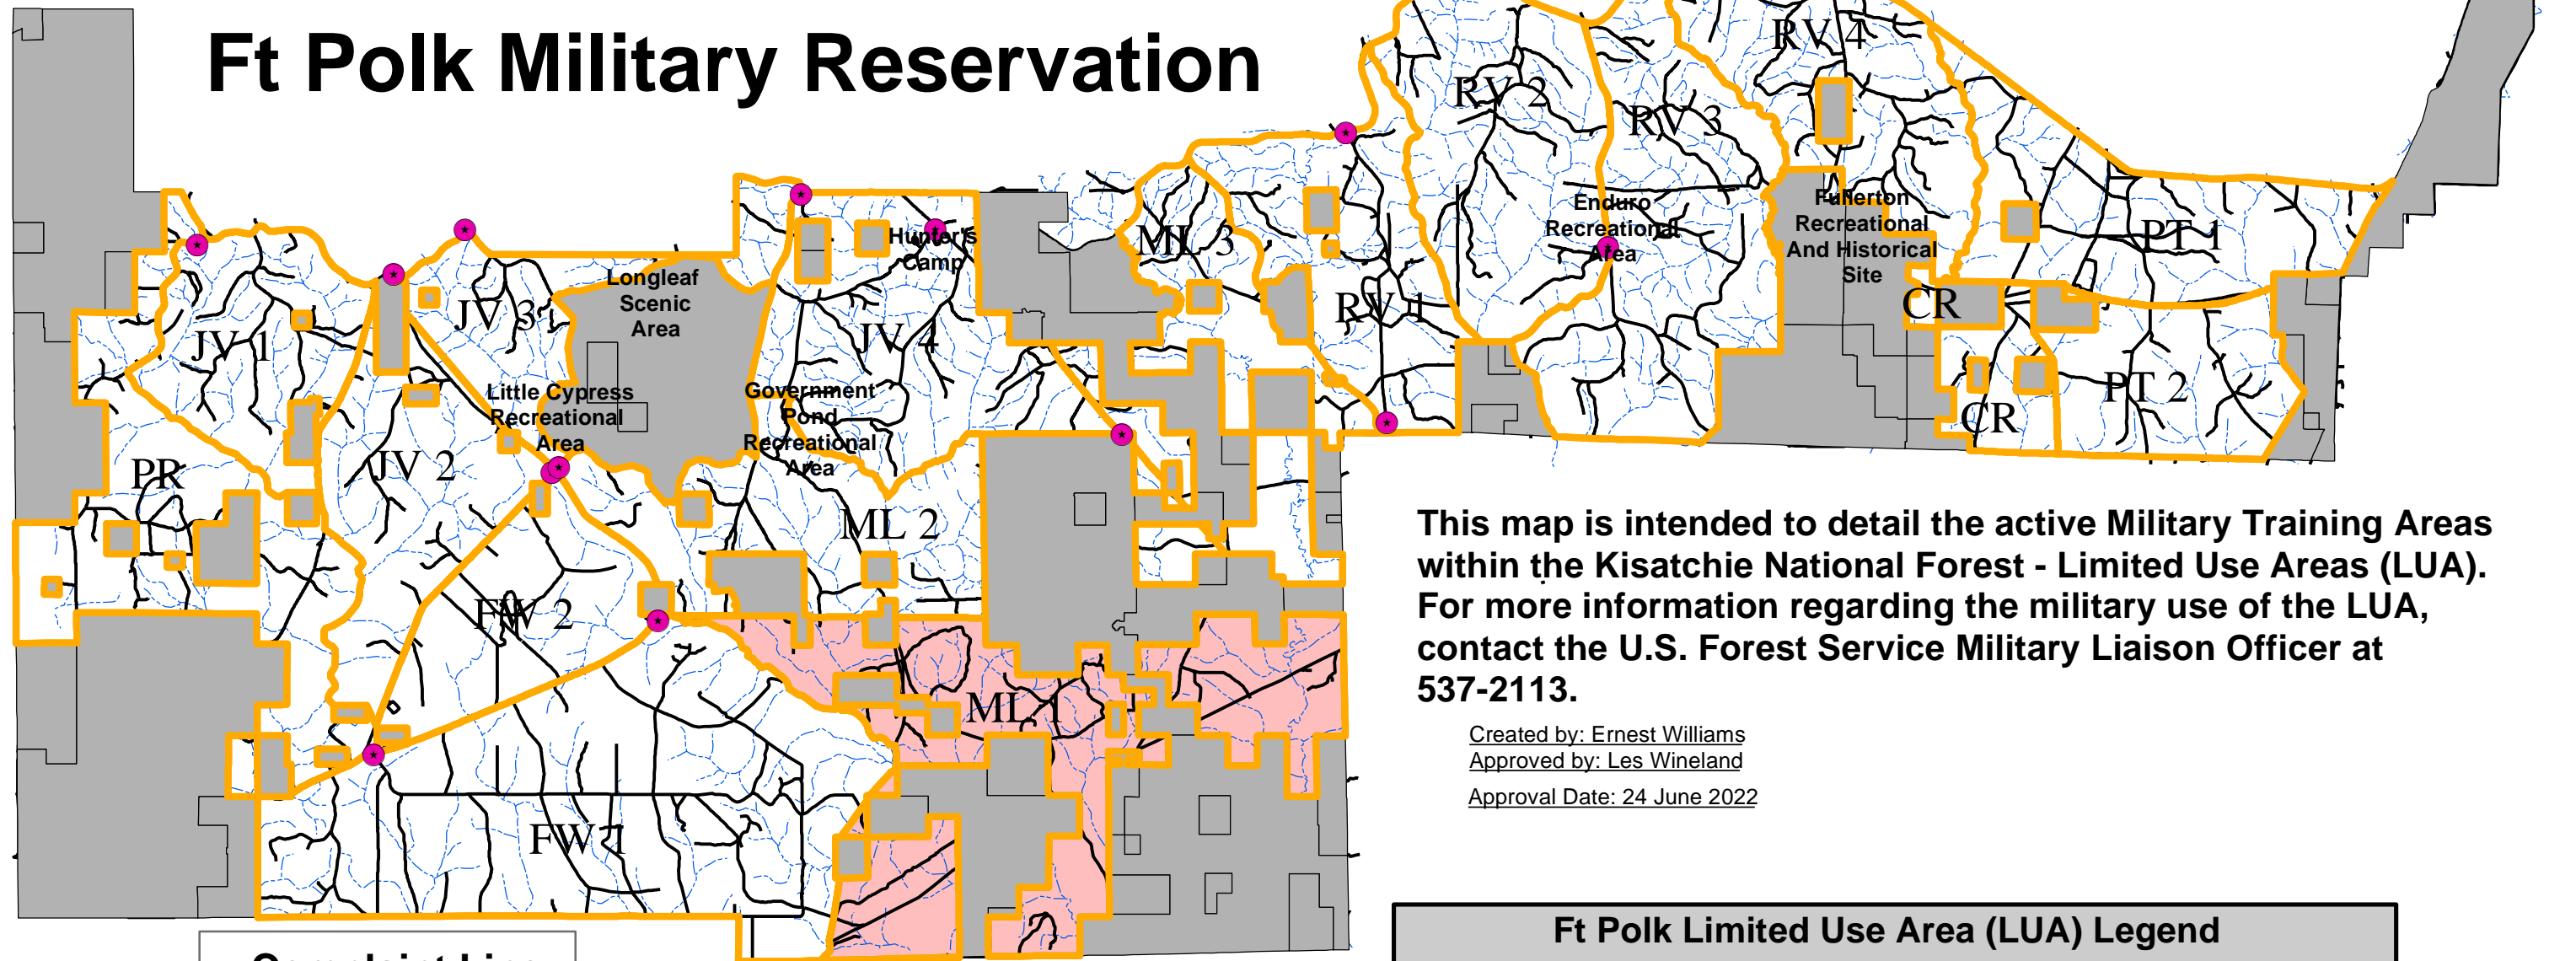 Ft Polk Military Reservation
RV 4
RV 2
RV 3
Hunter's
Camp
ML 3
Enduro
Recreational
Area
Fullerton
Recreational
And Historical
Site
PT 1
Longleaf
Scenic
Area
JV 1
JV 3
JV 4
RV 1
CR
Little Cypress
Recreational
Area
Government
Pond
Recreational
Area
PT 2
CR
PR
JV 2
ML 2
FW 2
ML 1
FW 1
This map is intended to detail the active Military Training Areas
within the Kisatchie National Forest - Limited Use Areas (LUA).
For more information regarding the military use of the LUA,
contact the U.S. Forest Service Military Liaison Officer at
537-2113.
Created by: Ernest Williams
Approved by: Les Wineland
Approval Date: 24 June 2022
Ft Polk Limited Use Area (LUA) Legend